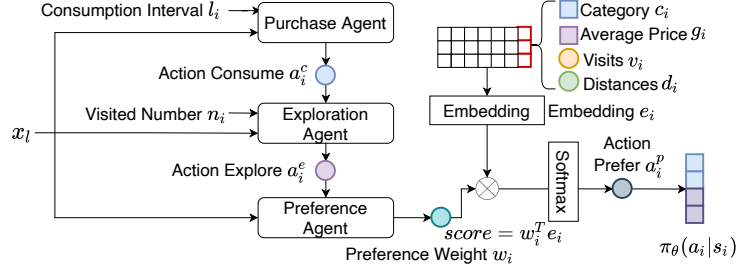 Consumption Interval l_i
Purchase Agent
Action Consume a_i^c
Visited Number n_i
Exploration
Agent
x_l
Action Explore a_i^e
Preference
Agent
Preference Weight w_i
score = w_i^T e_i
Embedding
Embedding e_i
Category c_i
Average Price g_i
Visits v_i
Distances d_i
Softmax
Action
Prefer a_i^p
π_θ(a_i|s_i)